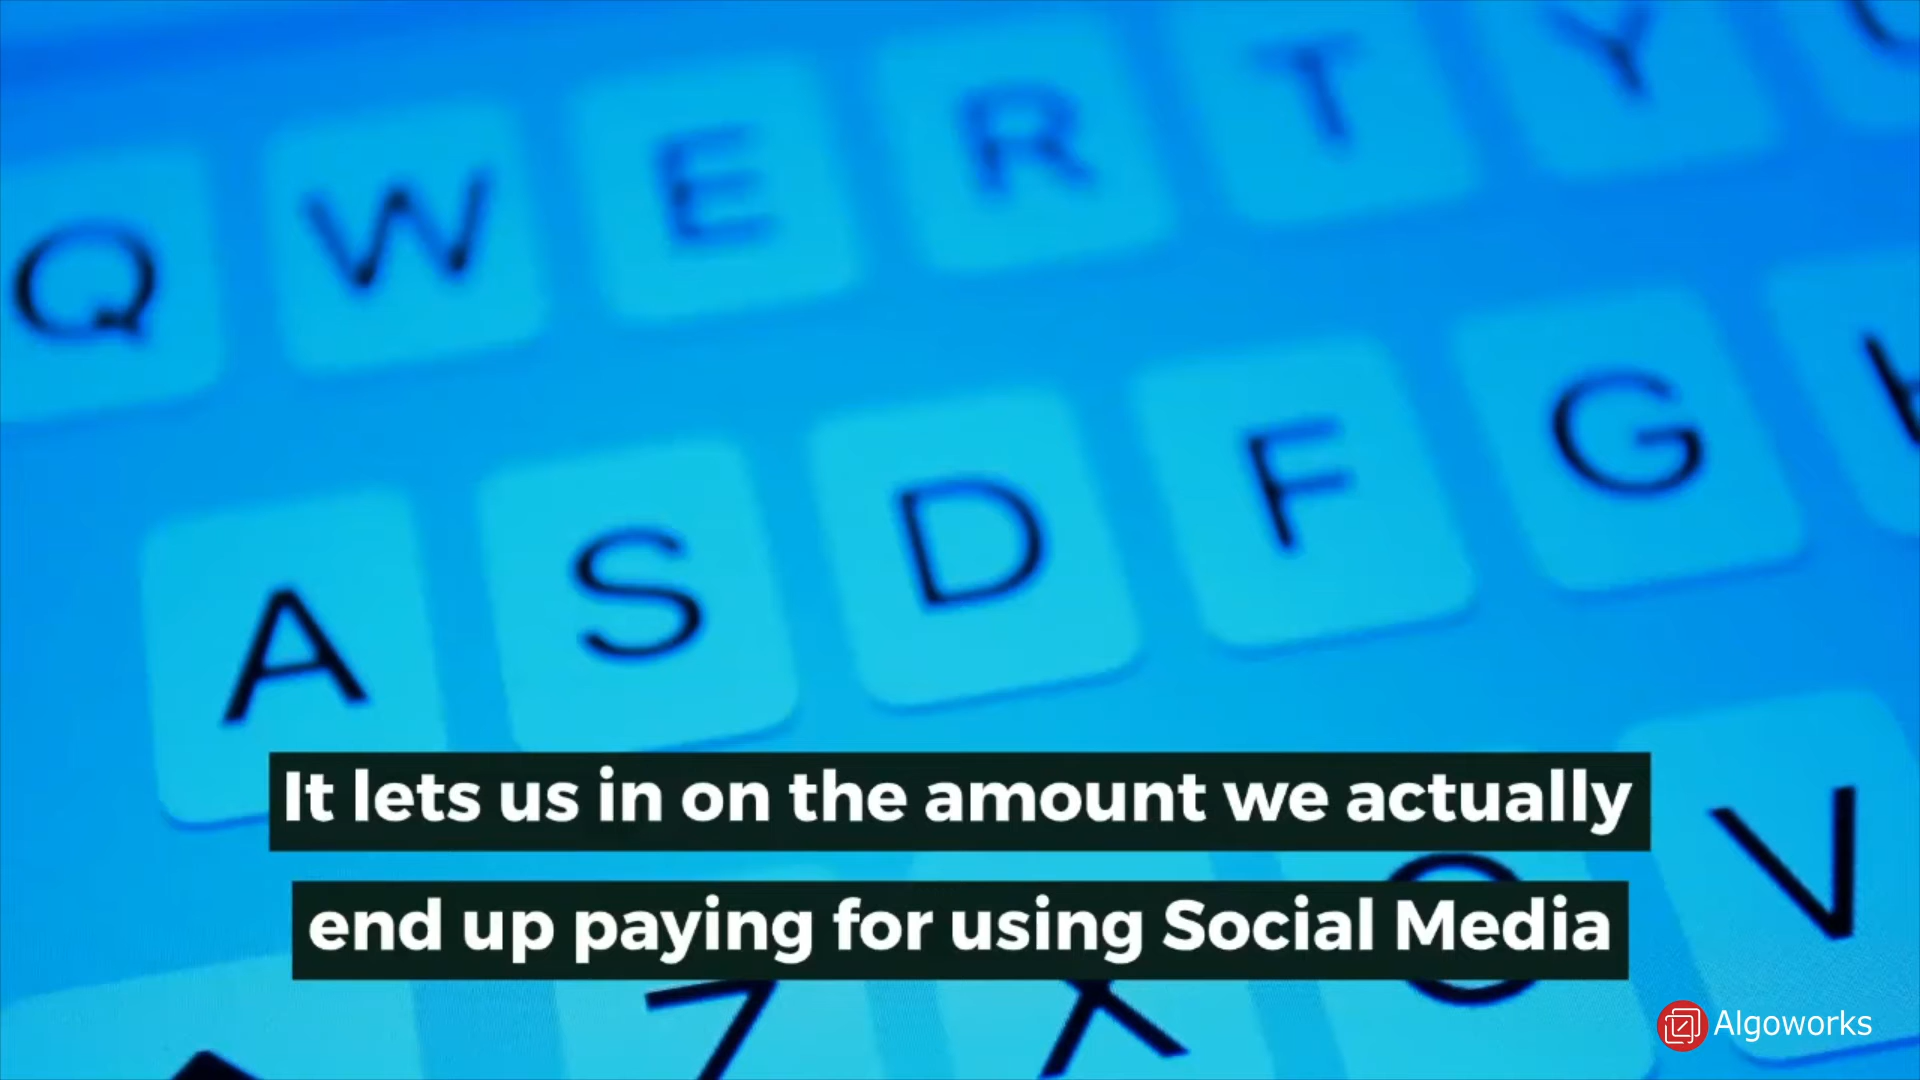 Q W E R T Y
A S D F G
It lets us in on the amount we actually
end up paying for using Social Media
Z X C V
Algoworks